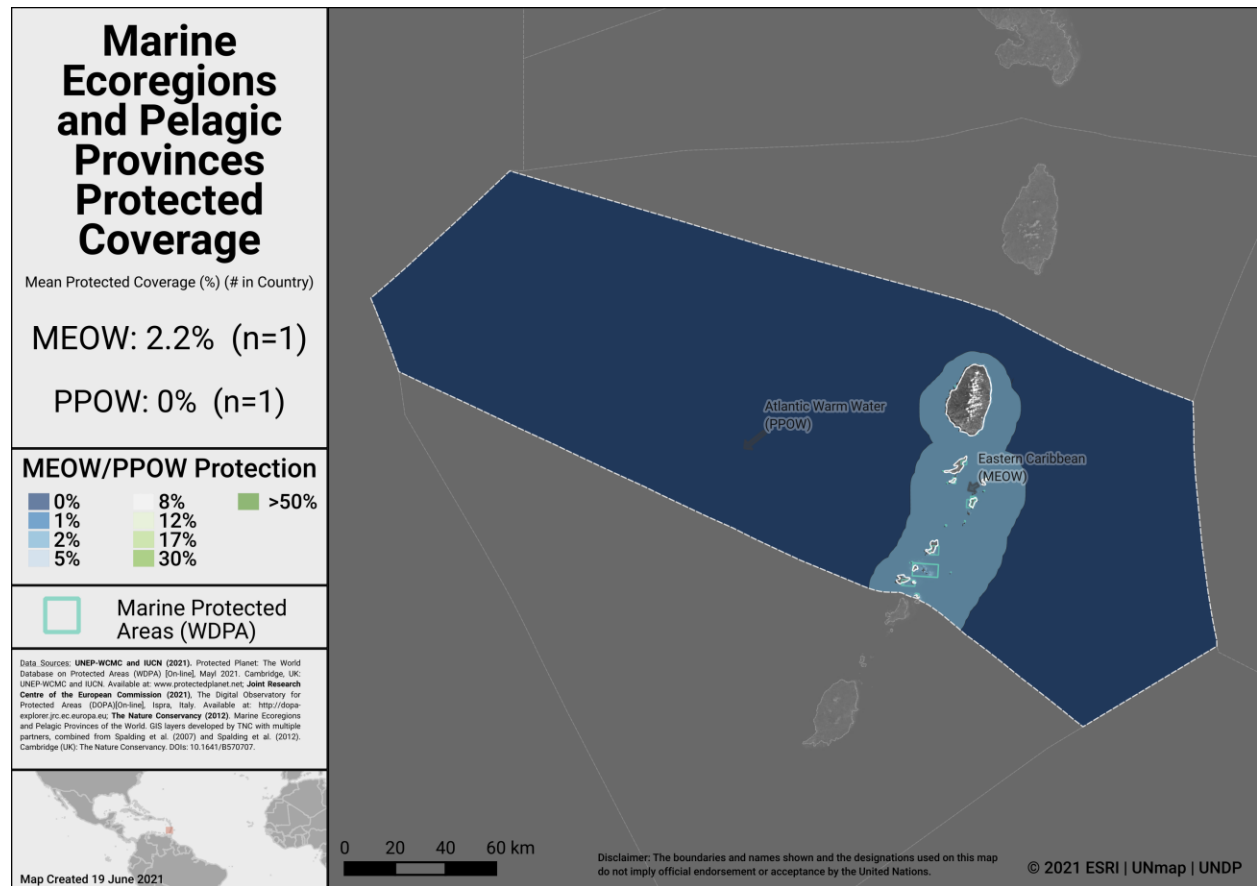 Marine
Ecoregions
and Pelagic
Provinces
Protected
Coverage
Mean Protected Coverage (%) (# in Country)
MEOW: 2.2% (n=1)
PPOW: 0% (n=1)
MEOW/PPOW Protection
0%
1%
2%
5%
8%
12%
17%
30%
>50%
Marine Protected
Areas (WDPA)
Data Sources: UNEP-WCMC and IUCN (2021). Protected Planet: The World
Database on Protected Areas (WDPA) [On-line], Mayl 2021. Cambridge, UK:
UNEP-WCMC and IUCN. Available at: www.protectedplanet.net; Joint Research
Centre of the European Commission (2021), The Digital Observatory for
Protected Areas (DOPA)[On-line], Ispra, Italy. Available at: http://dopa-
explorer.jrc.ec.europa.eu; The Nature Conservancy (2012). Marine Ecoregions
and Pelagic Provinces of the World. GIS layers developed by TNC with multiple
partners, combined from Spalding et al. (2007) and Spalding et al. (2012).
Cambridge (UK): The Nature Conservancy. DOIs: 10.1641/B570707.
Map Created 19 June 2021
Atlantic Warm Water
(PPOW)
Eastern Caribbean
(MEOW)
0 20 40 60 km
Disclaimer: The boundaries and names shown and the designations used on this map
do not imply official endorsement or acceptance by the United Nations.
© 2021 ESRI | UNmap | UNDP